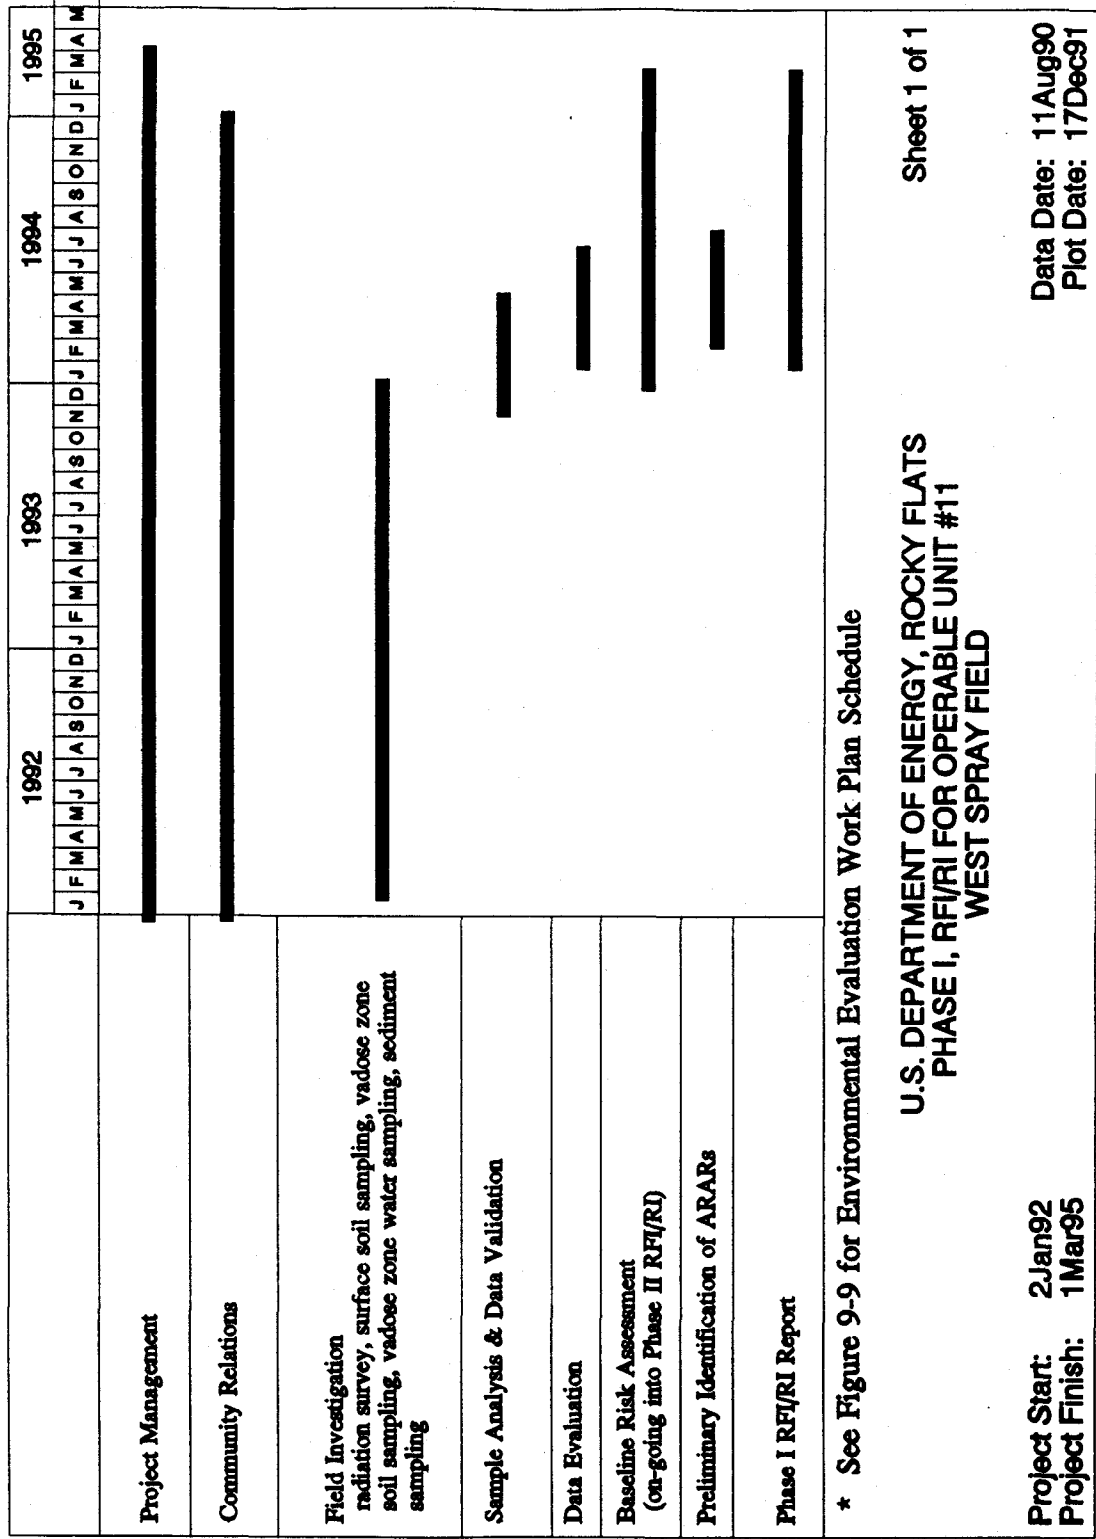 1992 1993 1994 1995
J F M A M J J A S O N D J F M A M J J A S O N D J F M A M J J A S O N D J F M A M
Project Management
Community Relations
Field Investigation
radiation survey, surface soil sampling, vadose zone
soil sampling, vadose zone water sampling, sediment
sampling
Sample Analysis & Data Validation
Data Evaluation
Baseline Risk Assessment
(on-going into Phase II RFI/RI)
Preliminary Identification of ARARs
Phase I RFI/RI Report
* See Figure 9-9 for Environmental Evaluation Work Plan Schedule
U.S. DEPARTMENT OF ENERGY, ROCKY FLATS
PHASE I, RFI/RI FOR OPERABLE UNIT #11
WEST SPRAY FIELD
Sheet 1 of 1
Project Start: 2Jan92
Project Finish: 1Mar95
Data Date: 11Aug90
Plot Date: 17Dec91